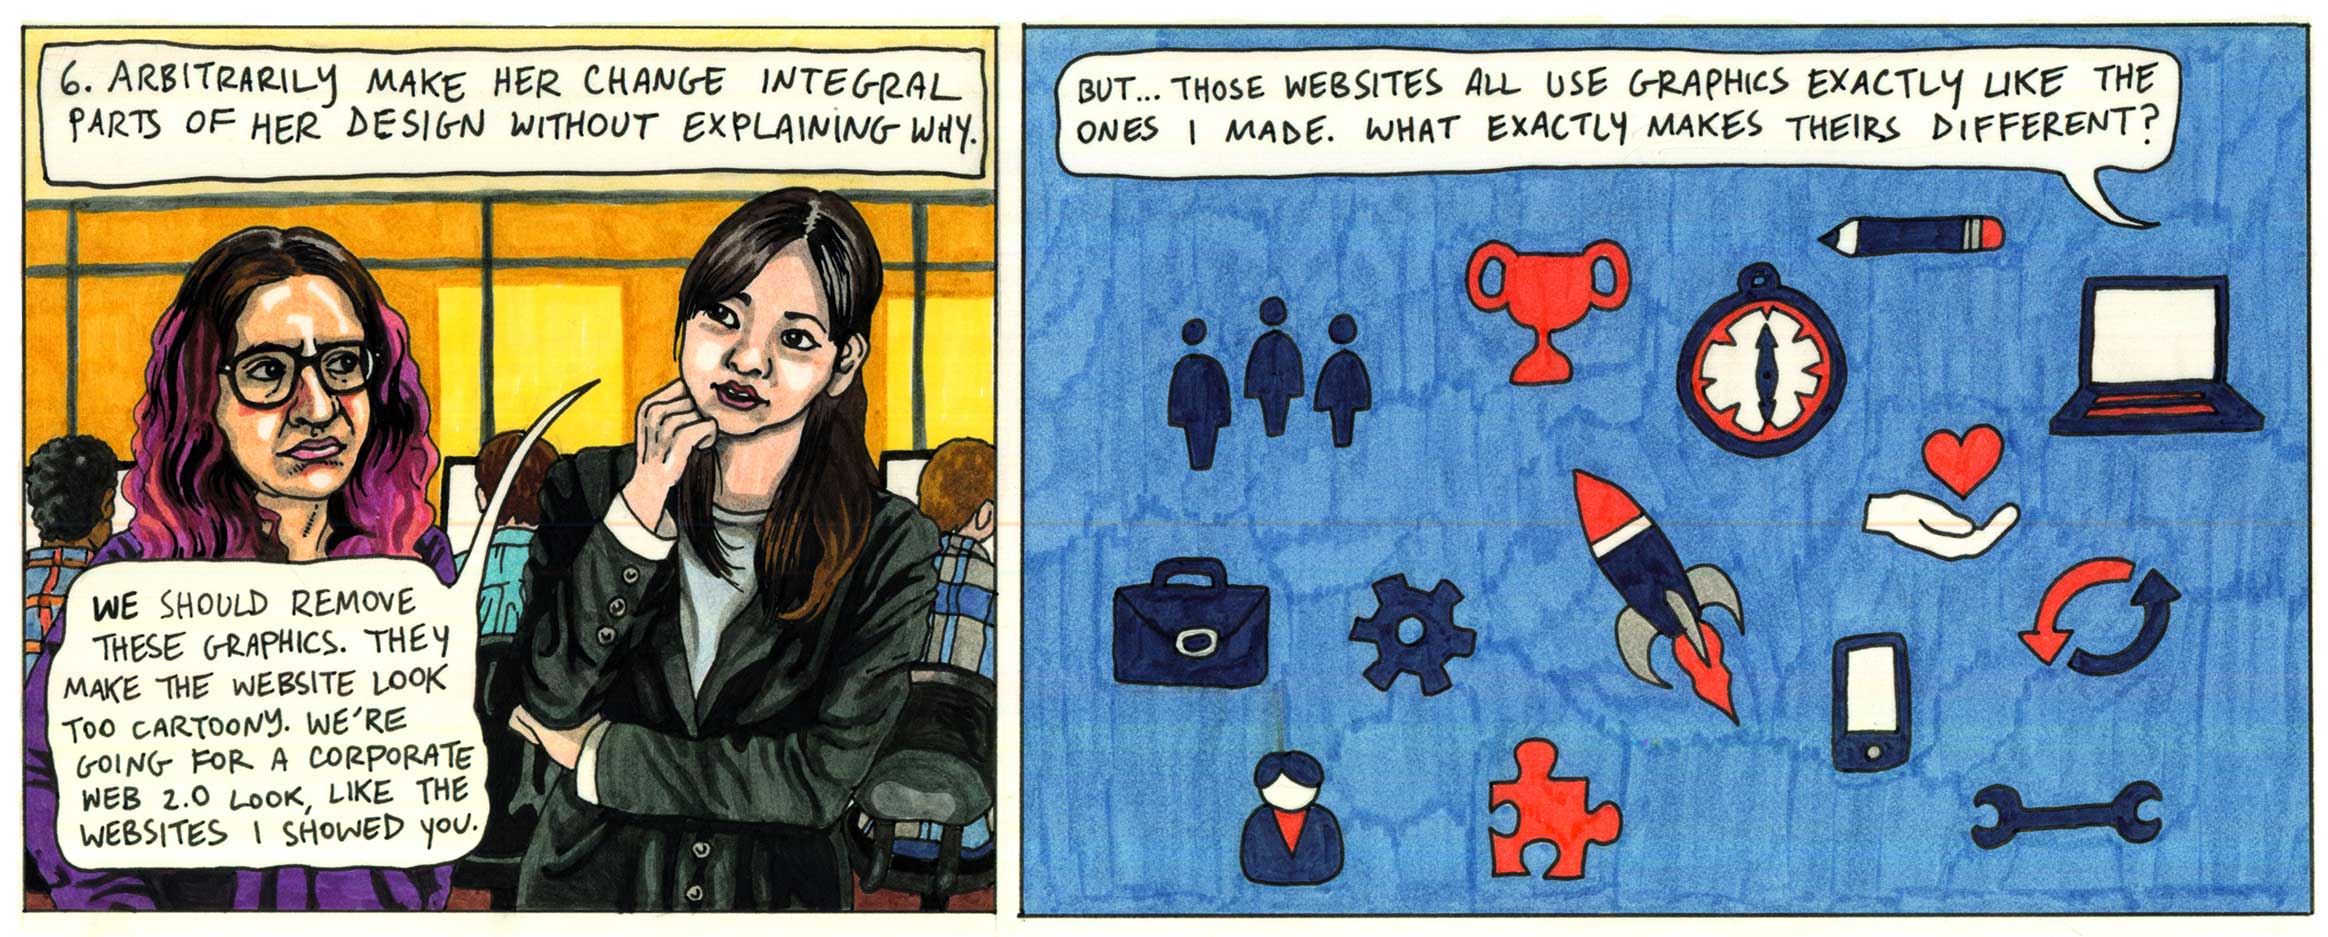 6. ARBITRARILY MAKE HER CHANGE INTEGRAL
PARTS OF HER DESIGN WITHOUT EXPLAINING WHY.
WE SHOULD REMOVE
THESE GRAPHICS. THEY
MAKE THE WEBSITE LOOK
TOO CARTOONY. WE'RE
GOING FOR A CORPORATE
WEB 2.0 LOOK, LIKE THE
WEBSITES I SHOWED YOU.
BUT... THOSE WEBSITES ALL USE GRAPHICS EXACTLY LIKE THE
ONES I MADE. WHAT EXACTLY MAKES THEIRS DIFFERENT?